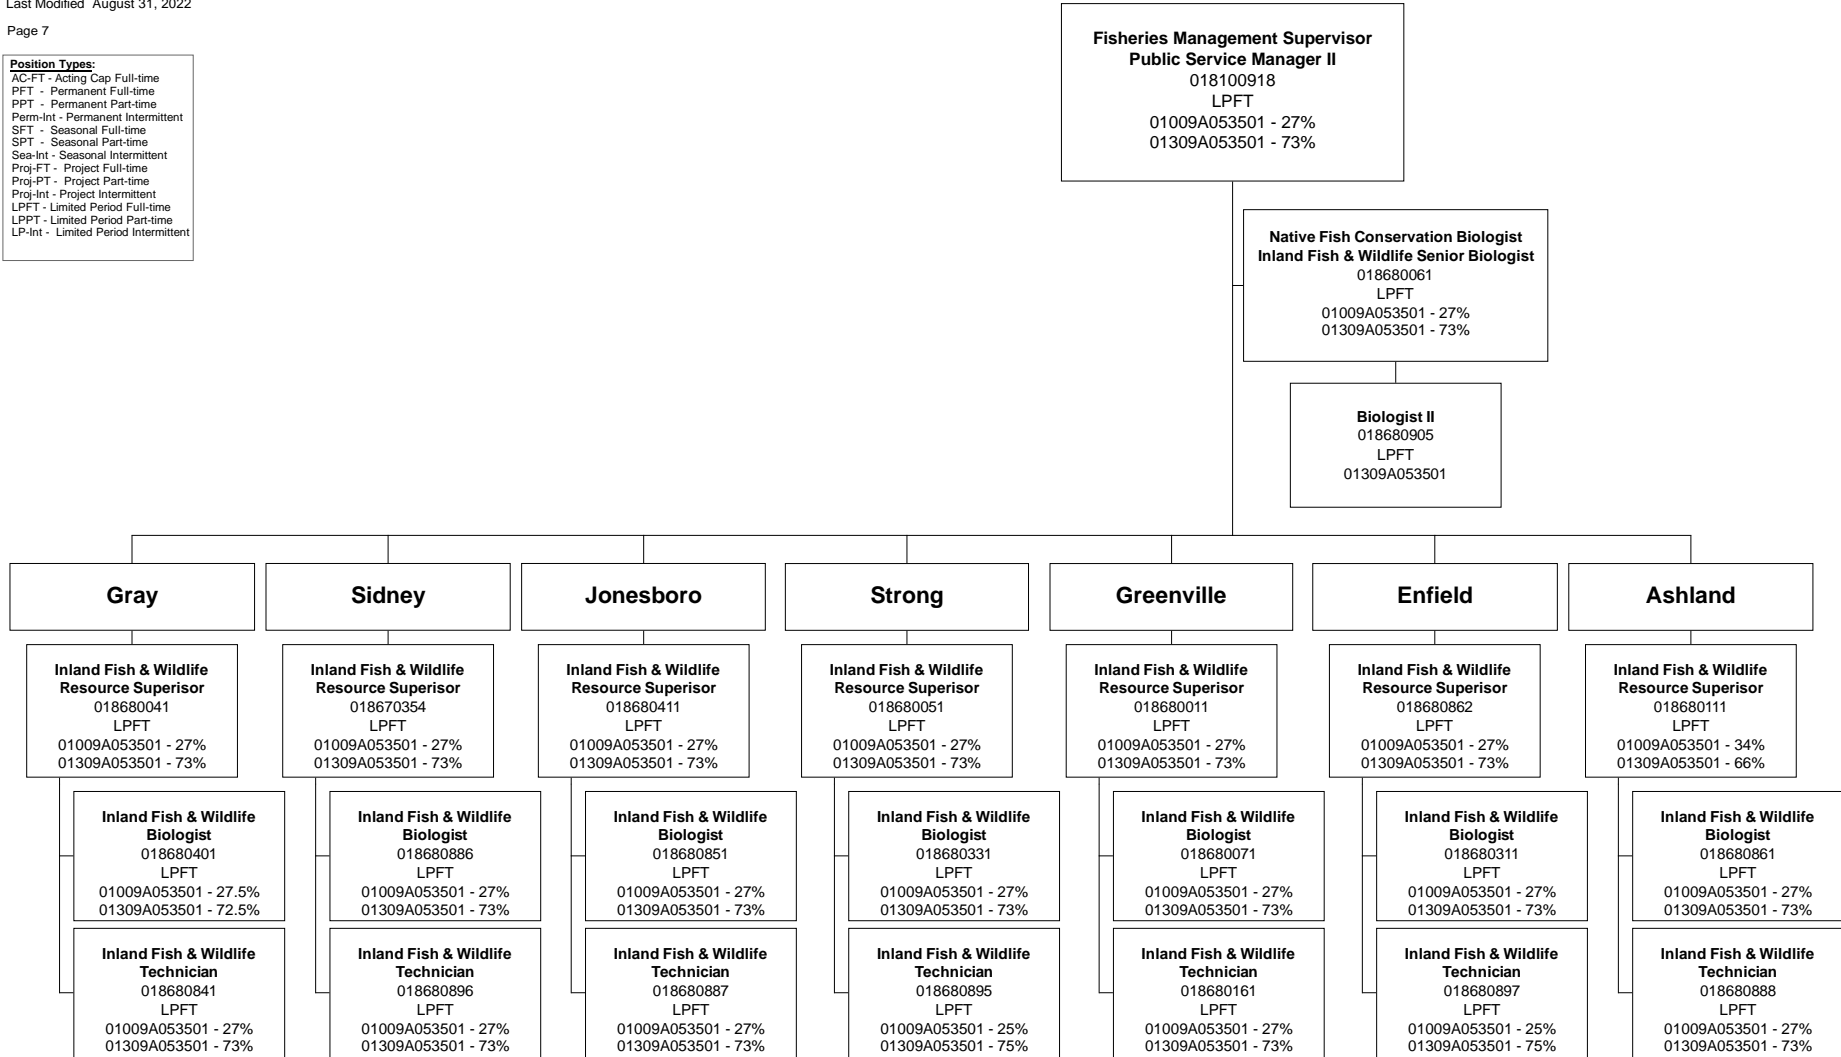 Last Modified  August 31, 2022
Page 7
Position Types:
AC-FT - Acting Cap Full-time
PFT  -  Permanent Full-time
PPT  -  Permanent Part-time
Perm-Int - Permanent Intermittent
SFT  -  Seasonal Full-time
SPT  -  Seasonal Part-time
Sea-Int - Seasonal Intermittent
Proj-FT -  Project Full-time
Proj-PT -  Project Part-time
Proj-Int - Project Intermittent
LPFT - Limited Period Full-time
LPPT - Limited Period Part-time
LP-Int -  Limited Period Intermittent
Fisheries Management Supervisor
Public Service Manager II
018100918
LPFT
01009A053501 - 27%
01309A053501 - 73%
Native Fish Conservation Biologist
Inland Fish & Wildlife Senior Biologist
018680061
LPFT
01009A053501 - 27%
01309A053501 - 73%
Biologist II
018680905
LPFT
01309A053501
Gray
Inland Fish & Wildlife
Resource Superisor
018680041
LPFT
01009A053501 - 27%
01309A053501 - 73%
Inland Fish & Wildlife
Biologist
018680401
LPFT
01009A053501 - 27.5%
01309A053501 - 72.5%
Inland Fish & Wildlife
Technician
018680841
LPFT
01009A053501 - 27%
01309A053501 - 73%
Sidney
Inland Fish & Wildlife
Resource Superisor
018670354
LPFT
01009A053501 - 27%
01309A053501 - 73%
Inland Fish & Wildlife
Biologist
018680886
LPFT
01009A053501 - 27%
01309A053501 - 73%
Inland Fish & Wildlife
Technician
018680896
LPFT
01009A053501 - 27%
01309A053501 - 73%
Jonesboro
Inland Fish & Wildlife
Resource Superisor
018680411
LPFT
01009A053501 - 27%
01309A053501 - 73%
Inland Fish & Wildlife
Biologist
018680851
LPFT
01009A053501 - 27%
01309A053501 - 73%
Inland Fish & Wildlife
Technician
018680887
LPFT
01009A053501 - 27%
01309A053501 - 73%
Strong
Inland Fish & Wildlife
Resource Superisor
018680051
LPFT
01009A053501 - 27%
01309A053501 - 73%
Inland Fish & Wildlife
Biologist
018680331
LPFT
01009A053501 - 27%
01309A053501 - 73%
Inland Fish & Wildlife
Technician
018680895
LPFT
01009A053501 - 25%
01309A053501 - 75%
Greenville
Inland Fish & Wildlife
Resource Superisor
018680011
LPFT
01009A053501 - 27%
01309A053501 - 73%
Inland Fish & Wildlife
Biologist
018680071
LPFT
01009A053501 - 27%
01309A053501 - 73%
Inland Fish & Wildlife
Technician
018680161
LPFT
01009A053501 - 27%
01309A053501 - 73%
Enfield
Inland Fish & Wildlife
Resource Superisor
018680862
LPFT
01009A053501 - 27%
01309A053501 - 73%
Inland Fish & Wildlife
Biologist
018680311
LPFT
01009A053501 - 27%
01309A053501 - 73%
Inland Fish & Wildlife
Technician
018680897
LPFT
01009A053501 - 25%
01309A053501 - 75%
Ashland
Inland Fish & Wildlife
Resource Superisor
018680111
LPFT
01009A053501 - 34%
01309A053501 - 66%
Inland Fish & Wildlife
Biologist
018680861
LPFT
01009A053501 - 27%
01309A053501 - 73%
Inland Fish & Wildlife
Technician
018680888
LPFT
01009A053501 - 27%
01309A053501 - 73%